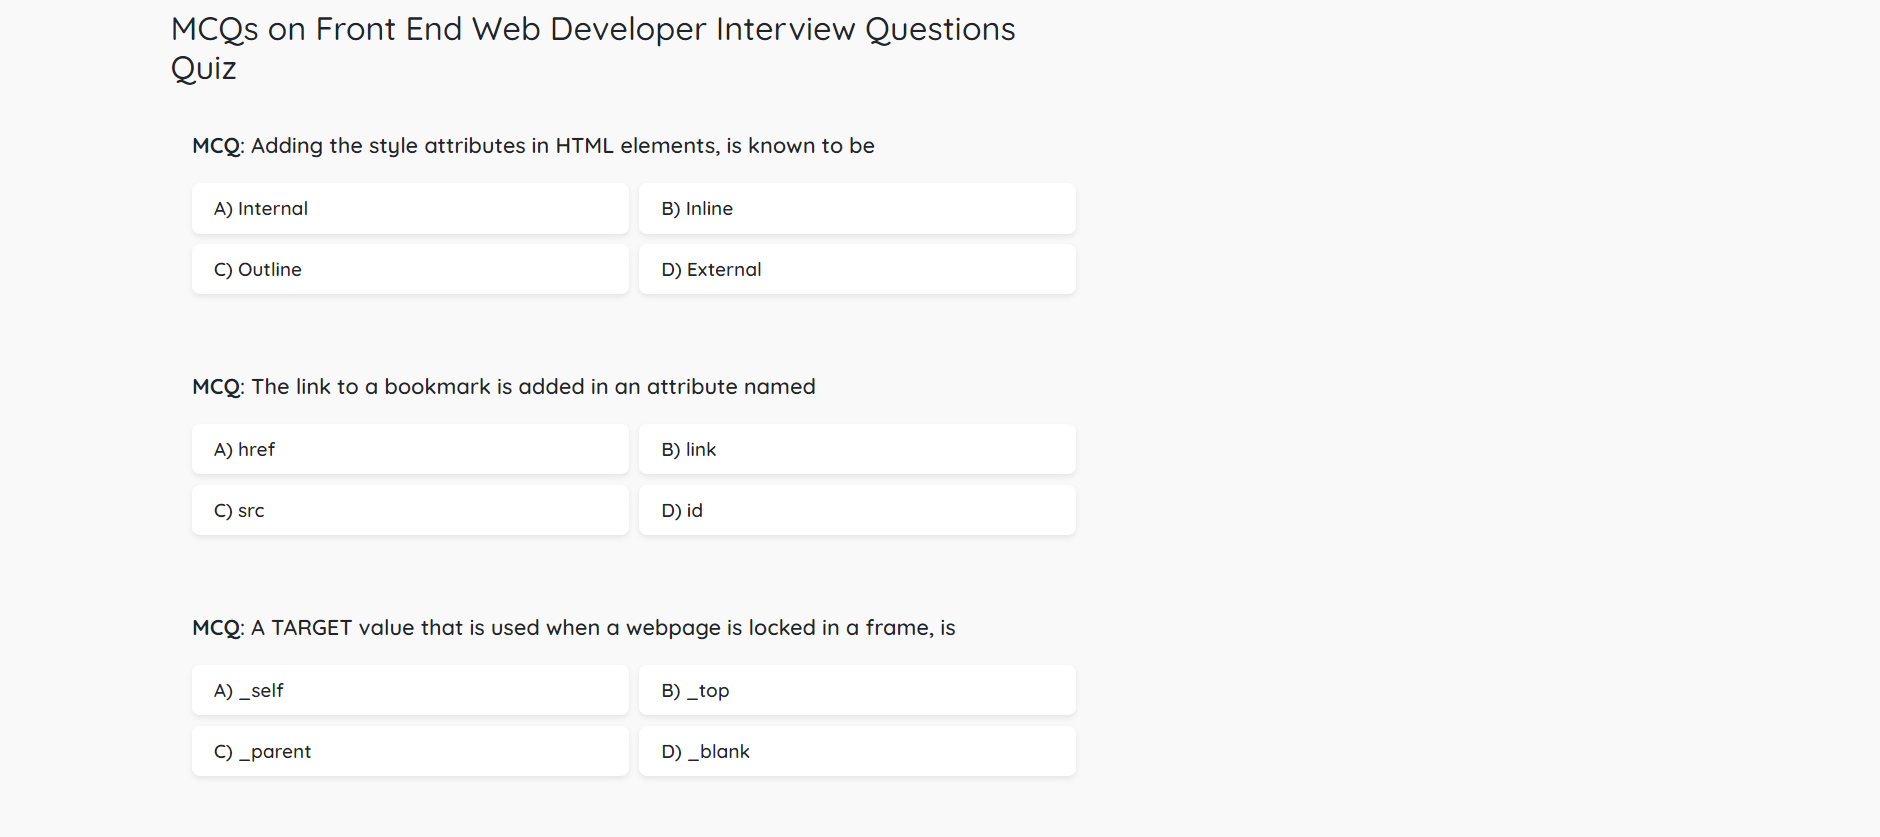 MCQs on Front End Web Developer Interview Questions
Quiz
MCQ: Adding the style attributes in HTML elements, is known to be
A) Internal
B) Inline
C) Outline
D) External
MCQ: The link to a bookmark is added in an attribute named
A) href
B) link
C) src
D) id
MCQ: A TARGET value that is used when a webpage is locked in a frame, is
A) _self
B) _top
C) _parent
D) _blank